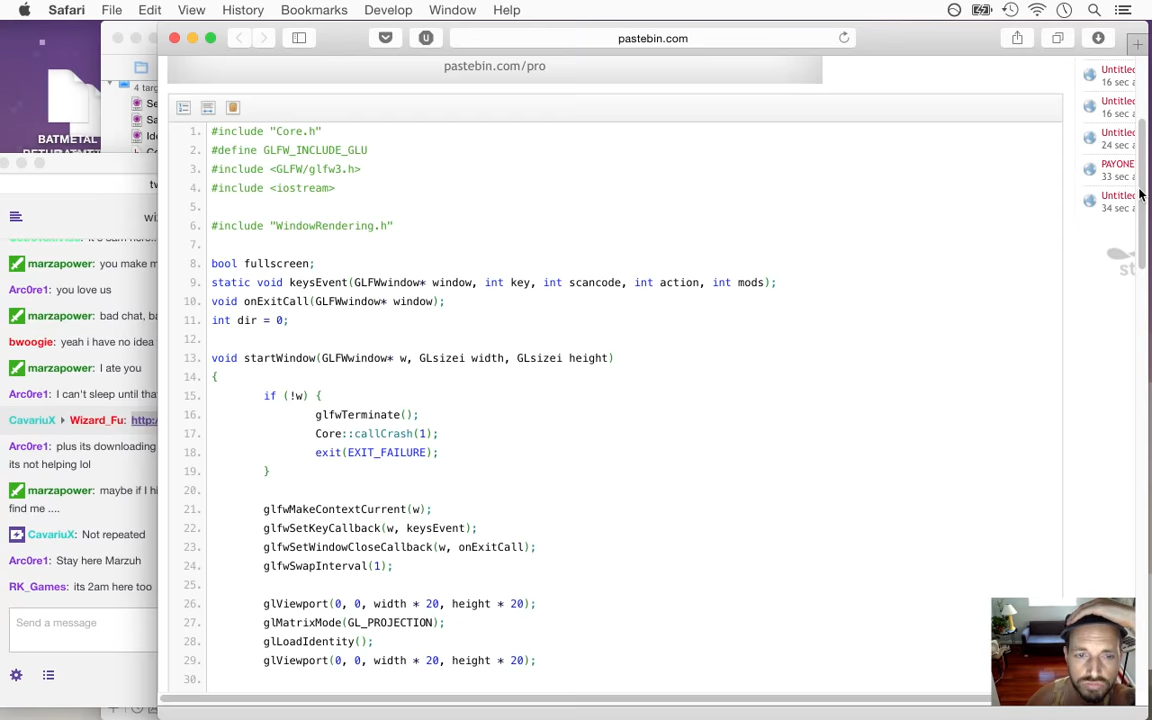 Safari File Edit View History Bookmarks Develop Window Help
pastebin.com
pastebin.com/pro
4 targ
Se
Sa
BATMETAL
tv
wi
marzapower: you make m
Arc0re1: you love us
marzapower: bad chat, ba
bwoogie: yeah i have no idea
marzapower: I ate you
Arc0re1: I can't sleep until tha
CavariuX Wizard_Fu: http:/
Arc0re1: plus its downloading
its not helping lol
marzapower: maybe if I hi
find me ....
CavariuX: Not repeated
Arc0re1: Stay here Marzuh
RK_Games: its 2am here too
Send a message
1. #include "Core.h"
2. #define GLFW_INCLUDE_GLU
3. #include <GLFW/glfw3.h>
4. #include <iostream>
5.
6. #include "WindowRendering.h"
7.
8. bool fullscreen;
9. static void keysEvent(GLFWwindow* window, int key, int scancode, int action, int mods);
10. void onExitCall(GLFWwindow* window);
11. int dir = 0;
12.
13. void startWindow(GLFWwindow* w, GLsizei width, GLsizei height)
14. {
15. if (!w) {
16. glfwTerminate();
17. Core::callCrash(1);
18. exit(EXIT_FAILURE);
19. }
20.
21. glfwMakeContextCurrent(w);
22. glfwSetKeyCallback(w, keysEvent);
23. glfwSetWindowCloseCallback(w, onExitCall);
24. glfwSwapInterval(1);
25.
26. glViewport(0, 0, width * 20, height * 20);
27. glMatrixMode(GL_PROJECTION);
28. glLoadIdentity();
29. glViewport(0, 0, width * 20, height * 20);
30.
Untitled
16 sec a
Untitled
16 sec a
Untitled
24 sec a
PAYONE
33 sec a
Untitled
34 sec a
st